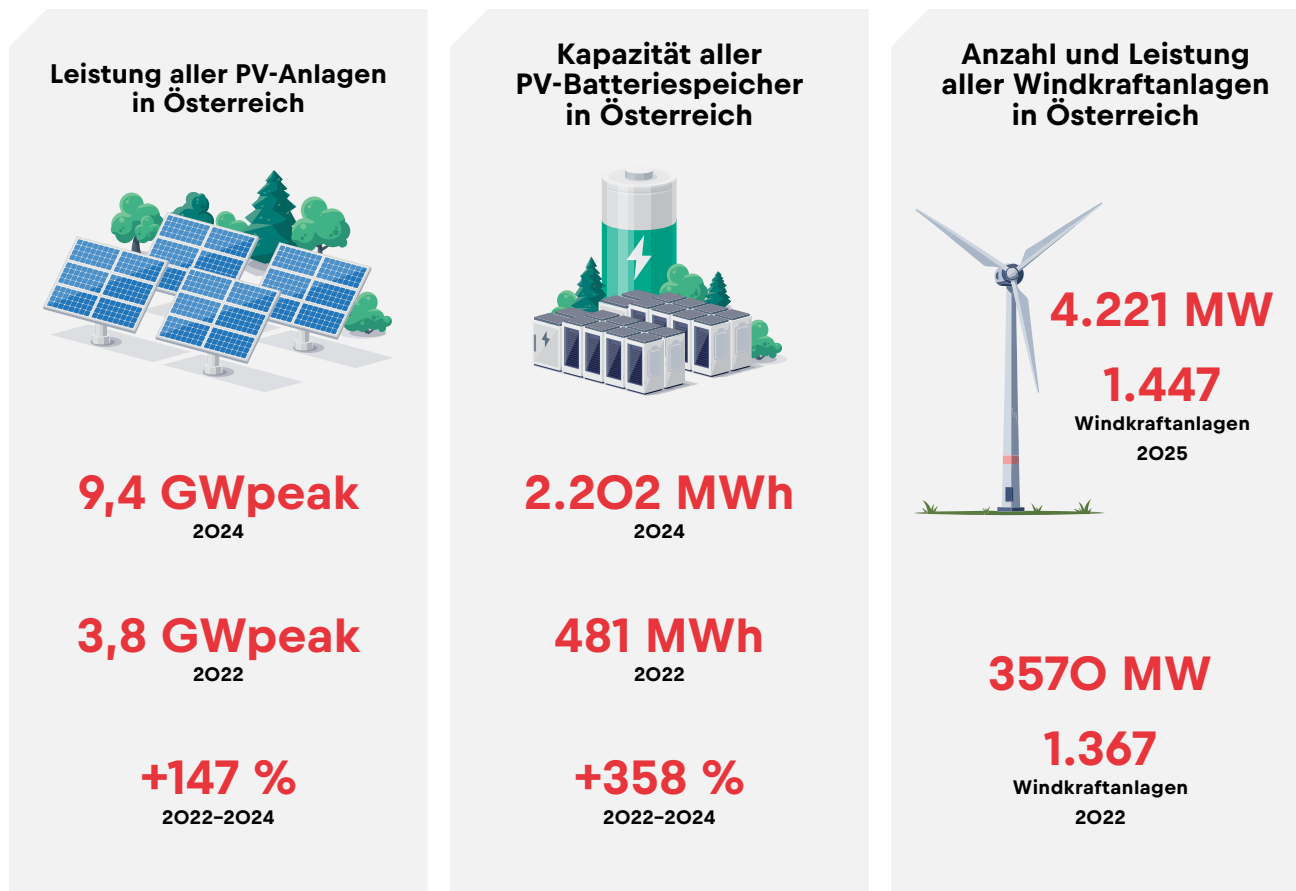 Leistung aller PV-Anlagen
in Österreich
9,4 GWpeak
2024
3,8 GWpeak
2022
+147 %
2022–2024
Kapazität aller
PV-Batteriespeicher
in Österreich
2.202 MWh
2024
481 MWh
2022
+358 %
2022–2024
Anzahl und Leistung
aller Windkraftanlagen
in Österreich
4.221 MW
1.447
Windkraftanlagen
2025
3570 MW
1.367
Windkraftanlagen
2022